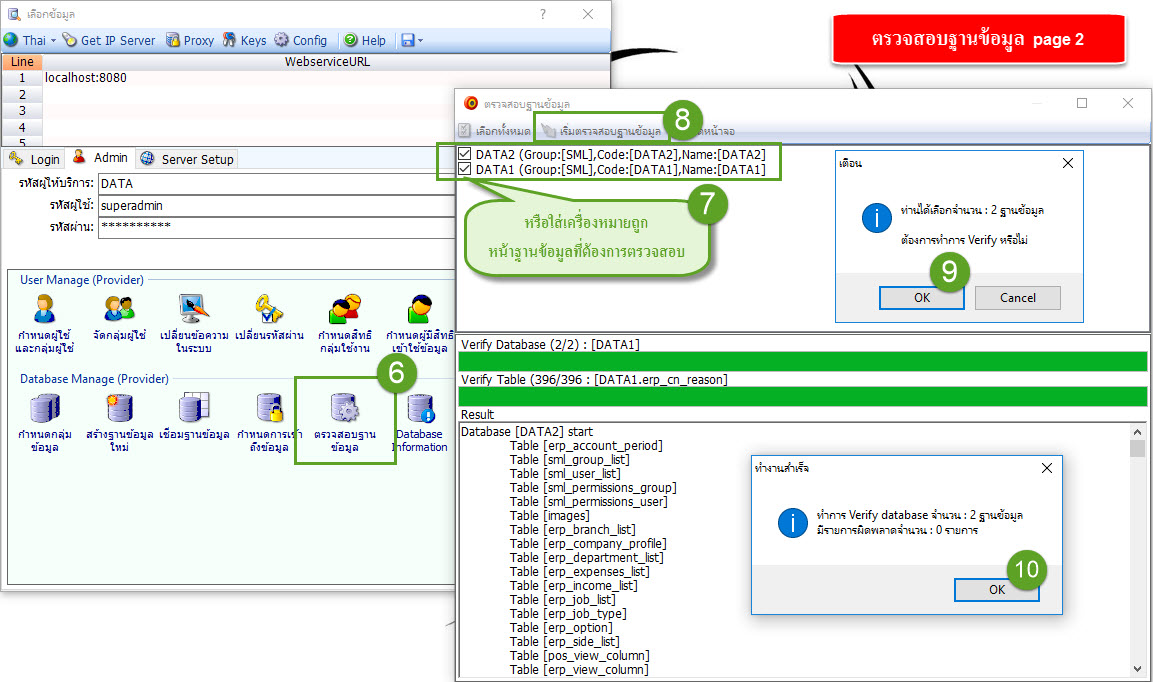 เลือกข้อมูล
Thai Get IP Server Proxy Keys Config Help
Line WebserviceURL
1 localhost:8080
2
3
4
5
Login Admin Server Setup
รหัสผู้ให้บริการ: DATA
รหัสผู้ใช้: superadmin
รหัสผ่าน: **********
User Manage (Provider)
กำหนดผู้ใช้
และกลุ่มผู้ใช้
จัดกลุ่มผู้ใช้
เปลี่ยนข้อความ
ในระบบ
เปลี่ยนรหัสผ่าน
กำหนดสิทธิ
กลุ่มใช้งาน
กำหนดผู้มีสิทธิ
เข้าใช้ข้อมูล
Database Manage (Provider)
6
กำหนดกลุ่ม
ข้อมูล
สร้างฐานข้อมูล
ใหม่
เชื่อมฐานข้อมูล
กำหนดการเข้า
ถึงข้อมูล
ตรวจสอบฐาน
ข้อมูล
Database
Information
ตรวจสอบฐานข้อมูล page 2
ตรวจสอบฐานข้อมูล
เลือกทั้งหมด เริ่มตรวจสอบฐานข้อมูล 8 ดหน้าจอ
DATA2 (Group:[SML],Code:[DATA2],Name:[DATA2]
DATA1 (Group:[SML],Code:[DATA1],Name:[DATA1]
7
หรือใส่เครื่องหมายถูก
หน้าฐานข้อมูลที่ต้องการตรวจสอบ
เตือน
ท่านได้เลือกจำนวน : 2 ฐานข้อมูล
ต้องการทำการ Verify หรือไม่
9
OK Cancel
Verify Database (2/2) : [DATA1]
Verify Table (396/396 : [DATA1.erp_cn_reason]
Result
Database [DATA2] start
Table [erp_account_period]
Table [sml_group_list]
Table [sml_user_list]
Table [sml_permissions_group]
Table [sml_permissions_user]
Table [images]
Table [erp_branch_list]
Table [erp_company_profile]
Table [erp_department_list]
Table [erp_expenses_list]
Table [erp_income_list]
Table [erp_job_list]
Table [erp_job_type]
Table [erp_option]
Table [erp_side_list]
Table [pos_view_column]
Table [erp_view_column]
ทำงานสำเร็จ
ทำการ Verify database จำนวน : 2 ฐานข้อมูล
มีรายการผิดพลาดจำนวน : 0 รายการ
10
OK